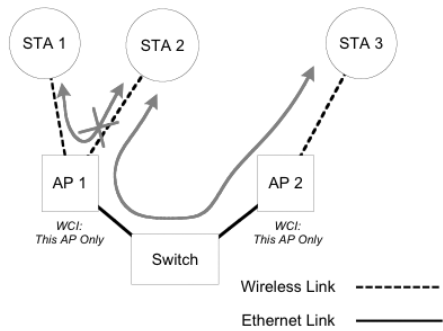 STA 1
STA 2
STA 3
AP 1
AP 2
WCI:
This AP Only
WCI:
This AP Only
Switch
Wireless Link
Ethernet Link